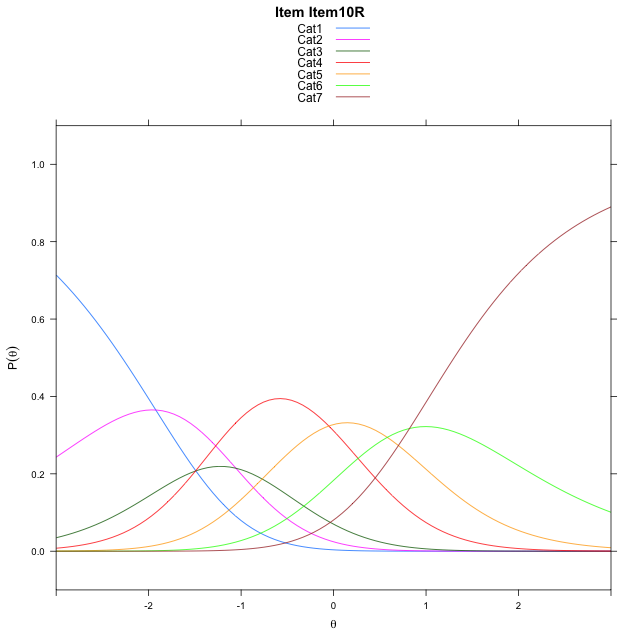 Item Item10R
Cat1
Cat2
Cat3
Cat4
Cat5
Cat6
Cat7
1.0
0.8
0.6
0.4
0.2
0.0
P(θ)
-2 -1 0 1 2
θ